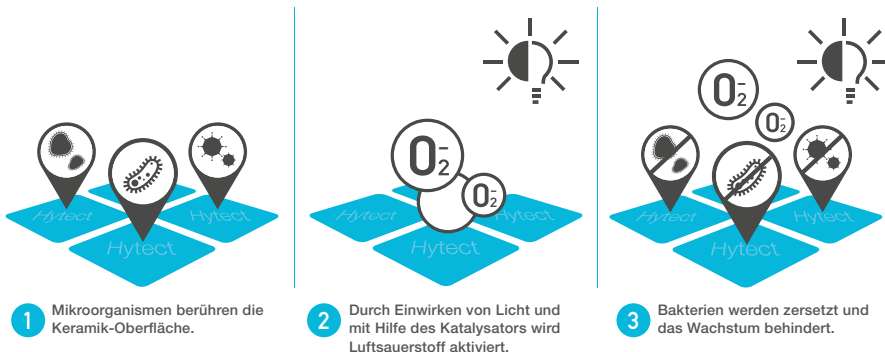 Hytect
Hytect
Hytect
1
Mikroorganismen berühren die
Keramik-Oberfläche.
O₂⁻
O₂⁻
Hytect
Hytect
Hytect
2
Durch Einwirken von Licht und
mit Hilfe des Katalysators wird
Luftsauerstoff aktiviert.
O₂⁻
O₂⁻
Hytect
Hytect
Hytect
3
Bakterien werden zersetzt und
das Wachstum behindert.